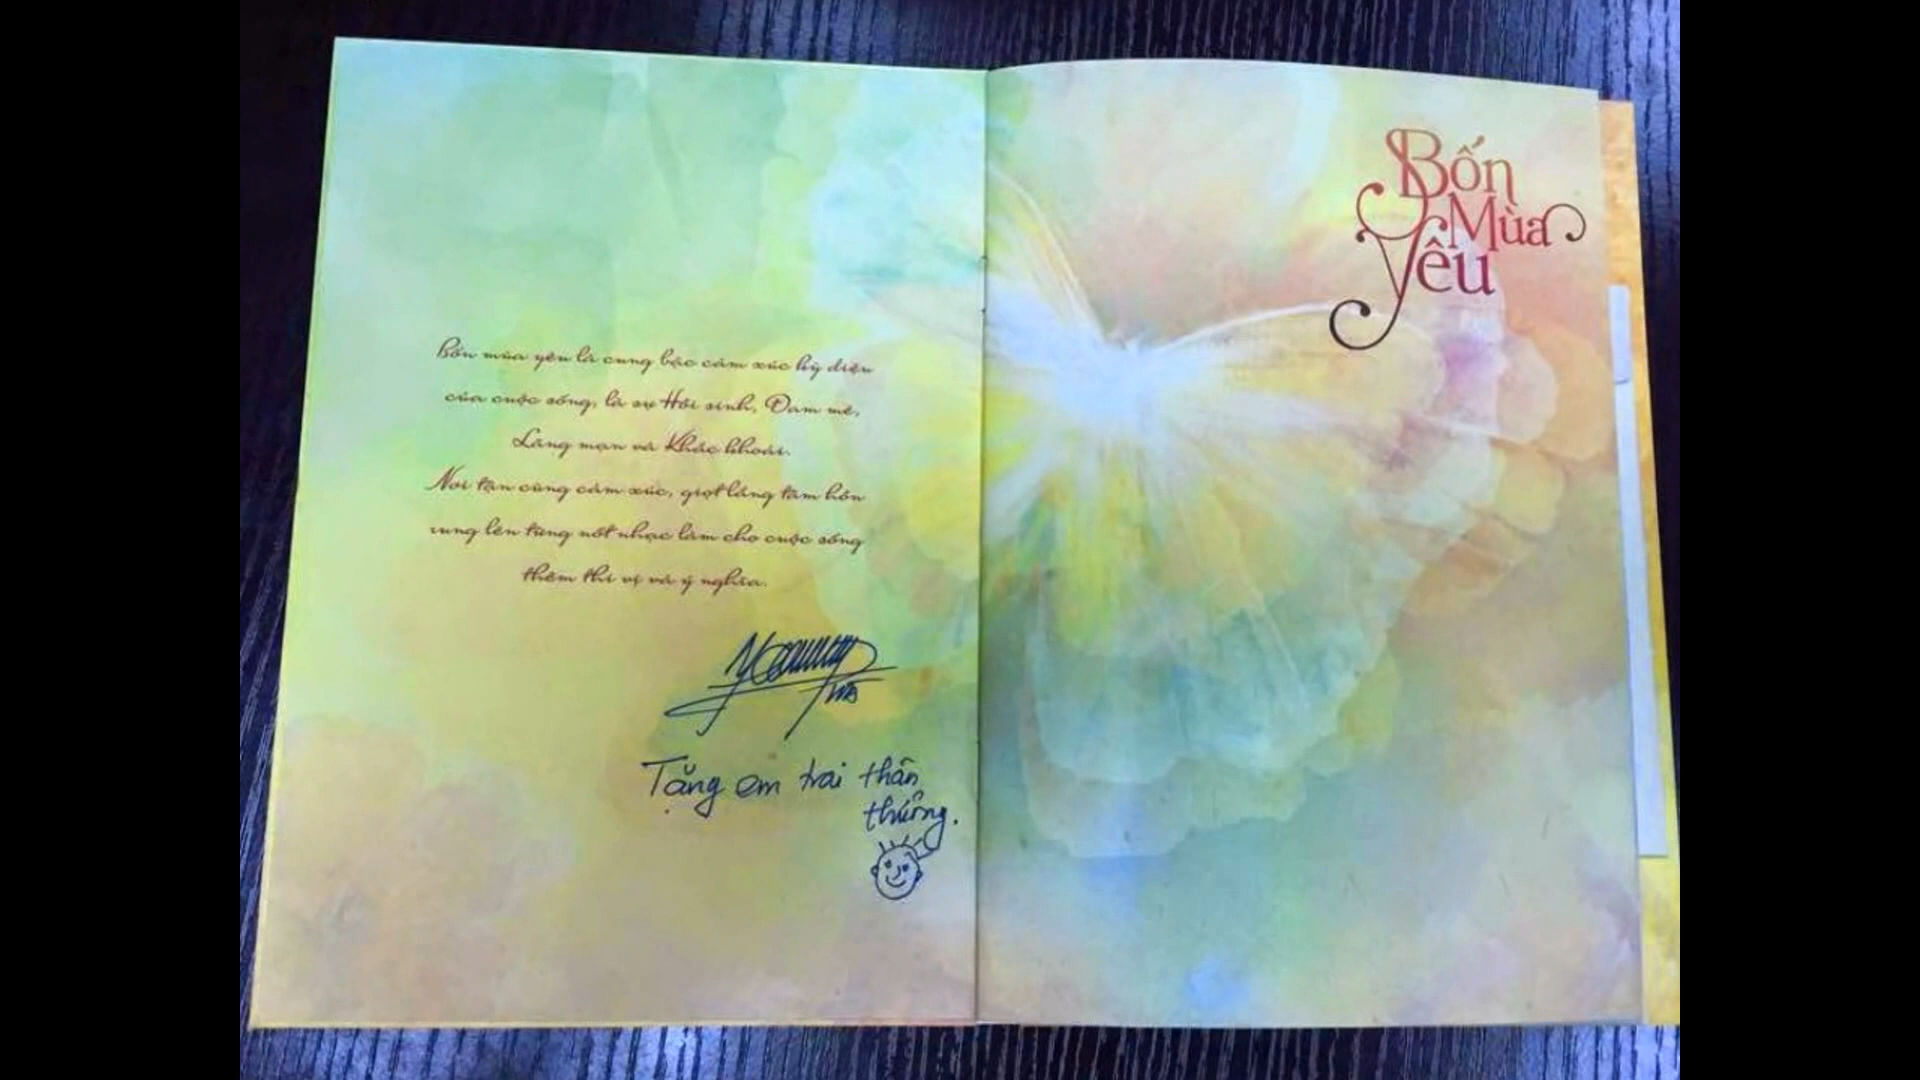 Bốn mùa yêu là cung bậc cảm xúc kỳ diệu
của cuộc sống, là sự Hồi sinh, Đam mê,
Lãng mạn và Khắc khoải.
Nơi tận cùng cảm xúc, giọt lắng tâm hồn
rung lên từng nốt nhạc làm cho cuộc sống
thêm thi vị và ý nghĩa.
Tặng em trai thân
thương.
Bốn
Mùa
Yêu